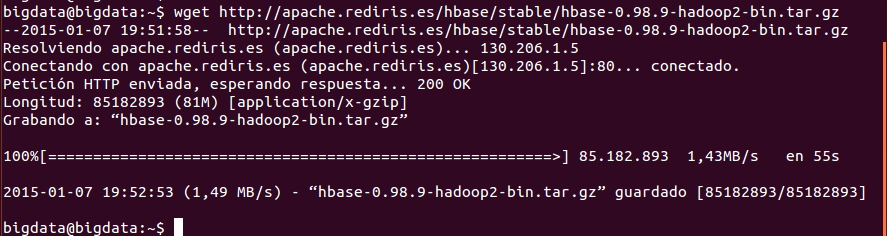 bigdata@bigdata:~$ wget http://apache.rediris.es/hbase/stable/hbase-0.98.9-hadoop2-bin.tar.gz
--2015-01-07 19:51:58--  http://apache.rediris.es/hbase/stable/hbase-0.98.9-hadoop2-bin.tar.gz
Resolviendo apache.rediris.es (apache.rediris.es)... 130.206.1.5
Conectando con apache.rediris.es (apache.rediris.es)[130.206.1.5]:80... conectado.
Petición HTTP enviada, esperando respuesta... 200 OK
Longitud: 85182893 (81M) [application/x-gzip]
Grabando a: “hbase-0.98.9-hadoop2-bin.tar.gz”
100%[======================================================>] 85.182.893  1,43MB/s   en 55s
2015-01-07 19:52:53 (1,49 MB/s) - “hbase-0.98.9-hadoop2-bin.tar.gz” guardado [85182893/85182893]
bigdata@bigdata:~$